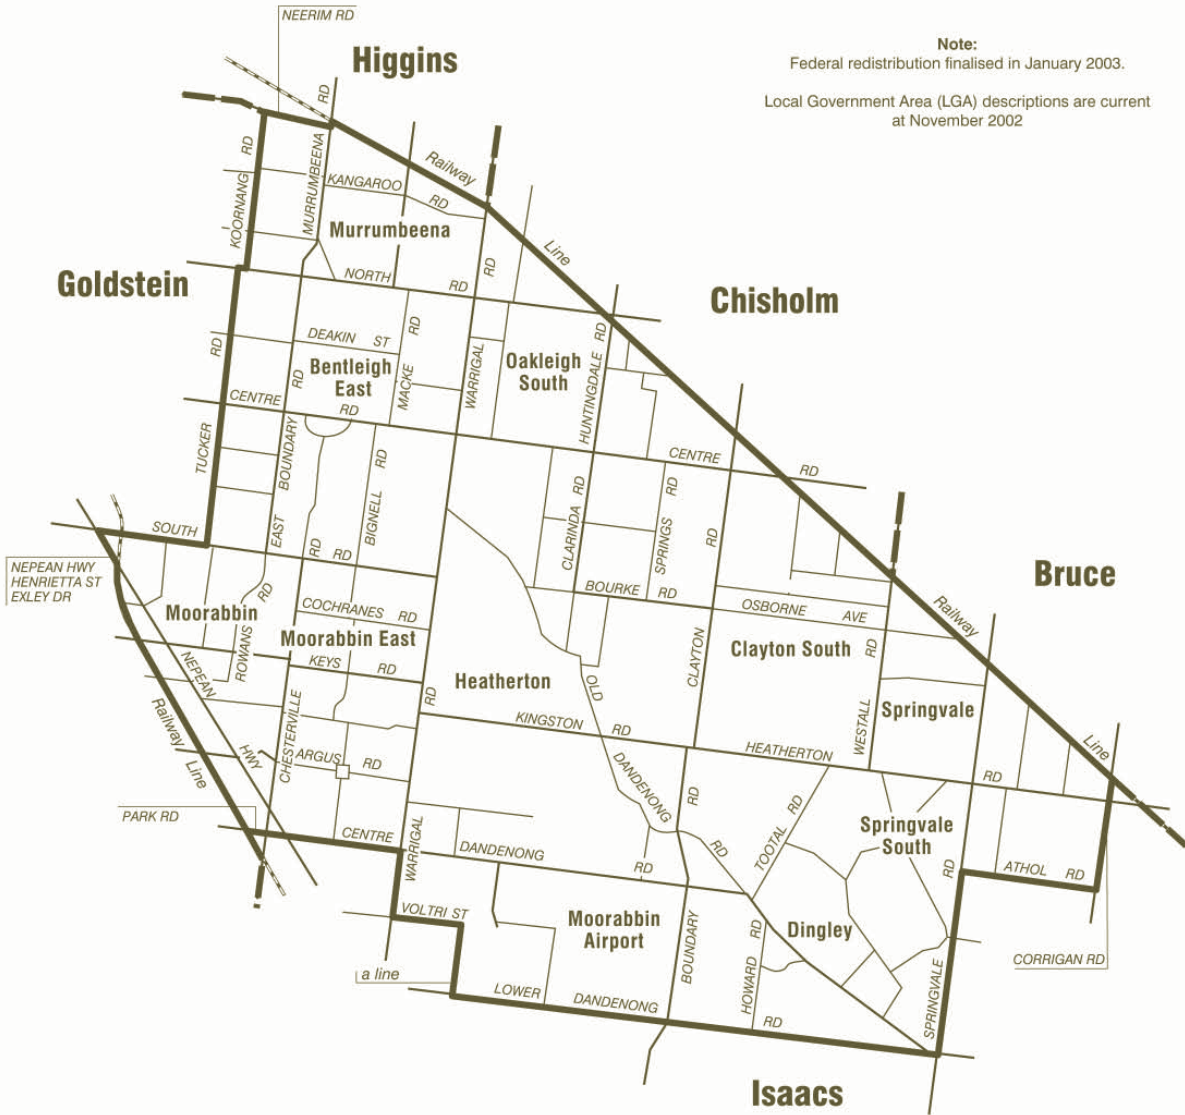 NEERIM RD
Higgins
Note:
Federal redistribution finalised in January 2003.
Local Government Area (LGA) descriptions are current
at November 2002
RD
MURRUMBEENA
KOORNANG
RD
Railway
Line
KANGAROO
RD
Murrumbeena
Goldstein
NORTH
RD
RD
Chisholm
DEAKIN ST
RD
MACKE
Bentleigh
East
RD
WARRIGAL
Oakleigh
South
RD
HUNTINGDALE
RD
CENTRE
RD
TUCKER
BOUNDARY
EAST
RD
BIGNELL
CENTRE
RD
RD
CLARINDA
RD
SPRINGS
RD
SOUTH
RD
RD
NEPEAN HWY
HENRIETTA ST
EXLEY DR
Moorabbin
RD
ROWANS
COCHRANES RD
Moorabbin East
KEYS
RD
BOURKE
RD
OSBORNE
AVE
Bruce
Railway
Line
Clayton South
RD
WESTALL
CLAYTON
Heatherton
OLD
DANDENONG
RD
Springvale
NEPEAN
HWY
Railway
Line
CHESTERVILLE
RD
KINGSTON
RD
HEATHERTON
RD
ARGUS
RD
PARK RD
CENTRE
DANDENONG
RD
WARRIGAL
RD
TOOTAL
RD
Springvale
South
RD
ATHOL
RD
VOLTRI ST
Moorabbin
Airport
BOUNDARY
RD
HOWARD
Dingley
CORRIGAN RD
a line
LOWER
DANDENONG
RD
SPRINGVALE
Isaacs